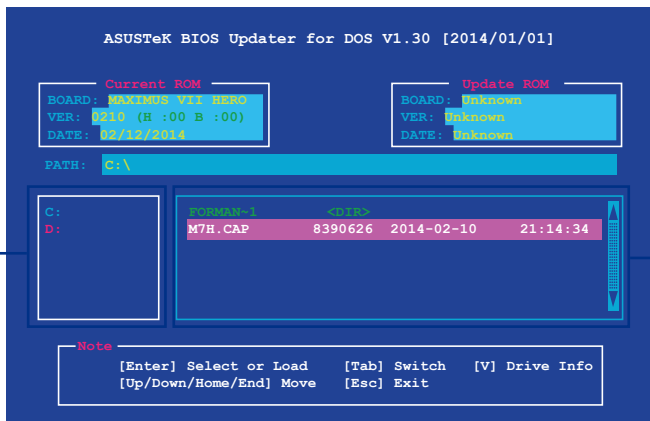 ASUSTeK BIOS Updater for DOS V1.30 [2014/01/01]
Current ROM
BOARD: MAXIMUS VII HERO
VER: 0210 (H :00 B :00)
DATE: 02/12/2014
Update ROM
BOARD: Unknown
VER: Unknown
DATE: Unknown
PATH: C:\
C:
D:
FORMAN~1 <DIR>
M7H.CAP 8390626 2014-02-10 21:14:34
Note
[Enter] Select or Load [Tab] Switch [V] Drive Info
[Up/Down/Home/End] Move [Esc] Exit